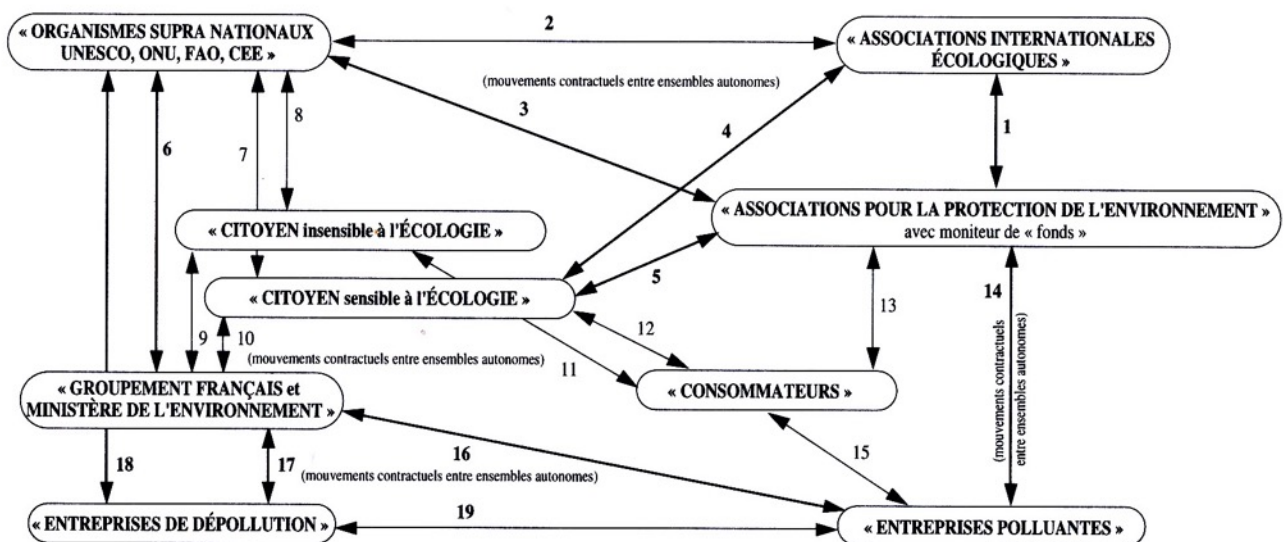 « ORGANISMES SUPRA NATIONAUX
UNESCO, ONU, FAO, CEE »
2
« ASSOCIATIONS INTERNATIONALES
ÉCOLOGIQUES »
(mouvements contractuels entre ensembles autonomes)
8
3
4
1
6
7
« CITOYEN insensible à l'ÉCOLOGIE »
« ASSOCIATIONS POUR LA PROTECTION DE L'ENVIRONNEMENT »
avec moniteur de « fonds »
« CITOYEN sensible à l'ÉCOLOGIE »
5
14
(mouvements contractuels
entre ensembles autonomes)
13
9
10
12
(mouvements contractuels entre ensembles autonomes)
11
« GROUPEMENT FRANÇAIS et
MINISTÈRE DE L'ENVIRONNEMENT »
« CONSOMMATEURS »
16
15
18
17
(mouvements contractuels entre ensembles autonomes)
« ENTREPRISES DE DÉPOLLUTION »
19
« ENTREPRISES POLLUANTES »